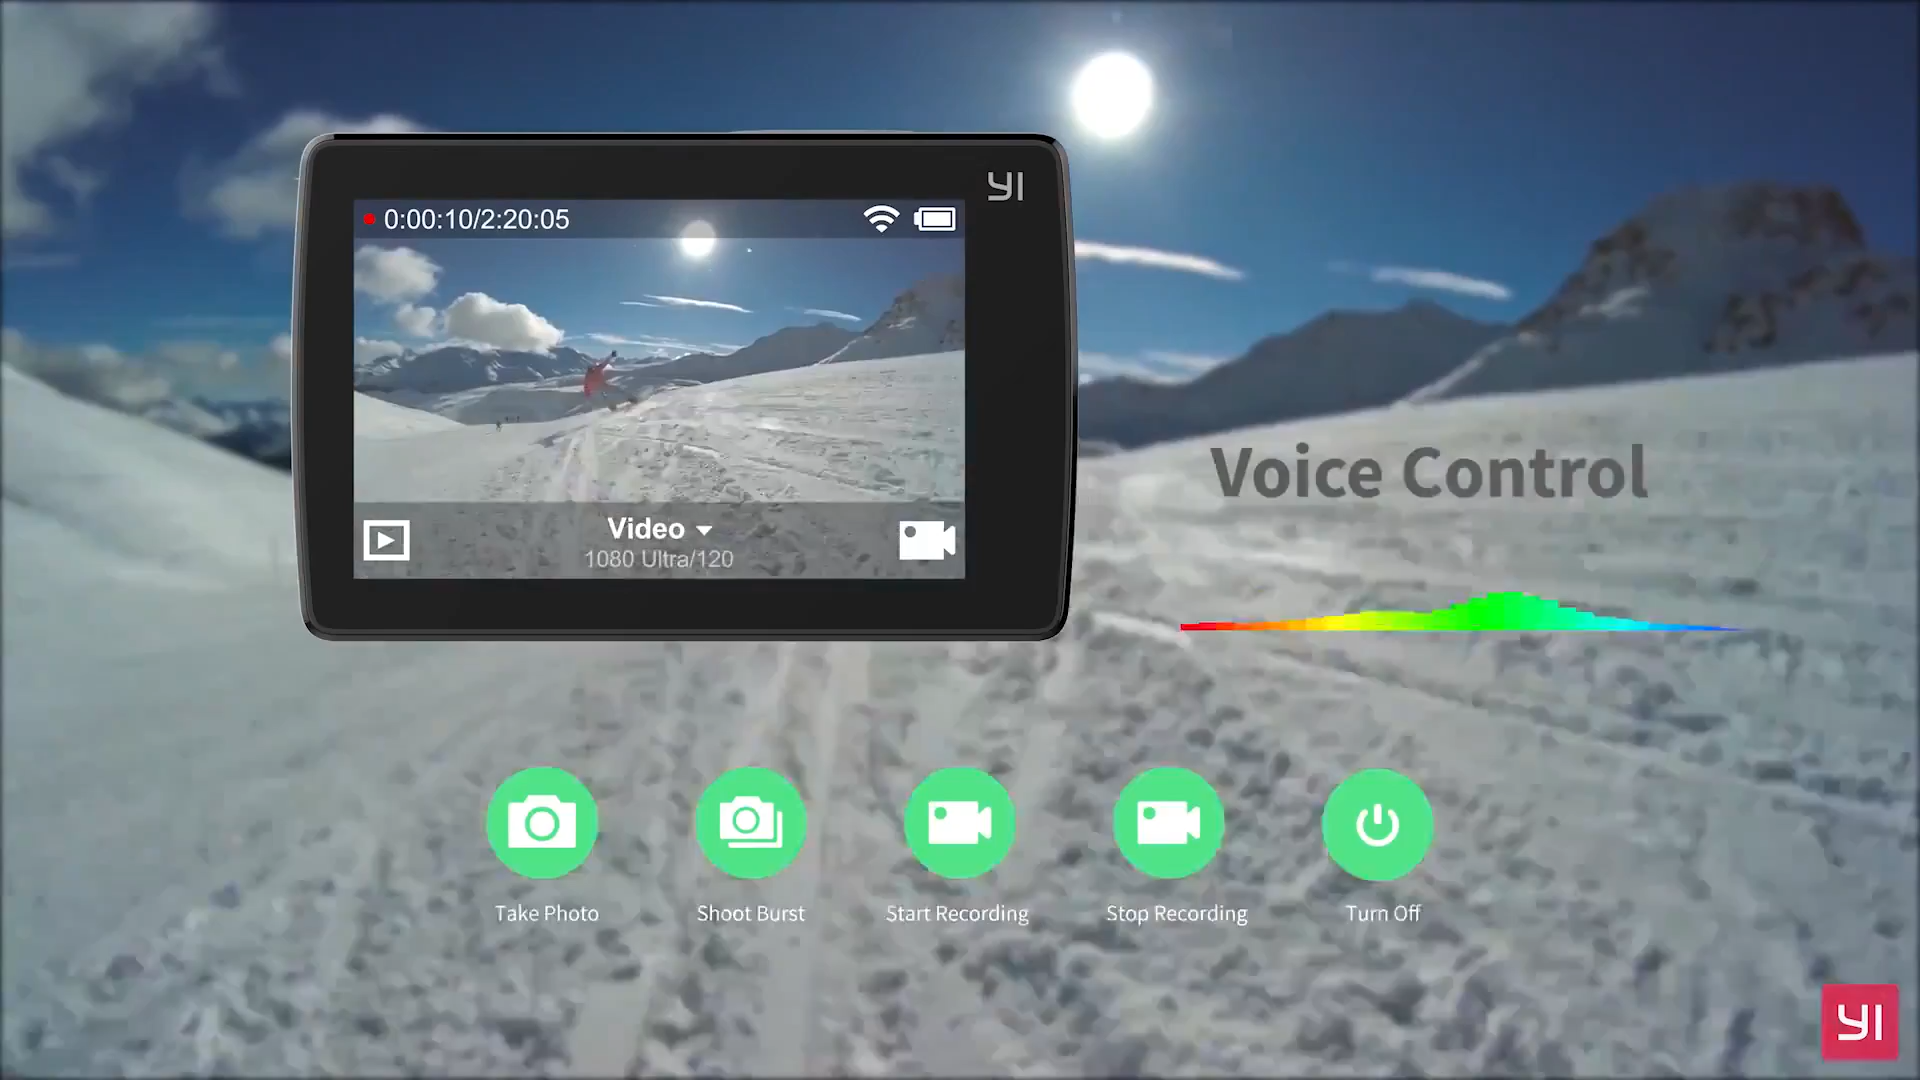 YI
0:00:10/2:20:05
Video
1080 Ultra/120
Voice Control
Take Photo
Shoot Burst
Start Recording
Stop Recording
Turn Off
YI